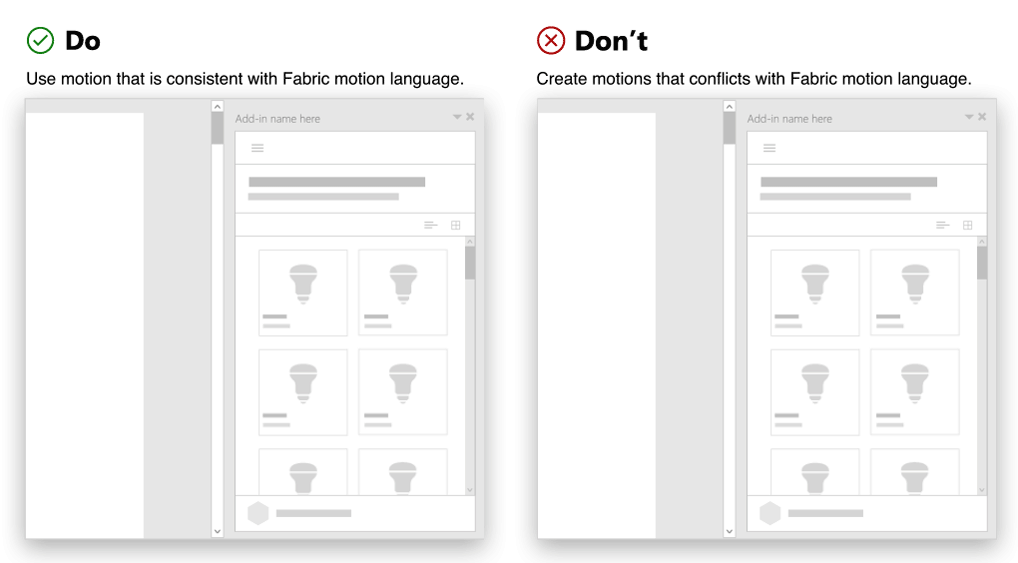 Do
Use motion that is consistent with Fabric motion language.
Add-in name here
Don't
Create motions that conflicts with Fabric motion language.
Add-in name here